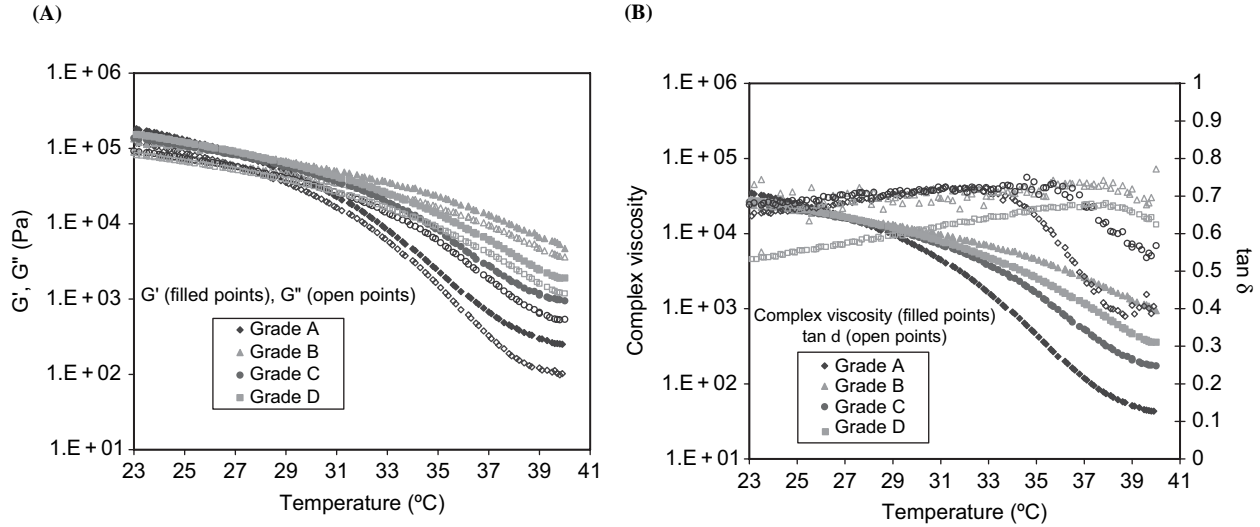 (A)
1.E + 06
1.E + 05
1.E + 04
1.E + 03
1.E + 02
1.E + 01
G', G" (Pa)
G' (filled points), G" (open points)
Grade A
Grade B
Grade C
Grade D
23 25 27 29 31 33 35 37 39 41
Temperature (ºC)
(B)
1.E + 06
1.E + 05
1.E + 04
1.E + 03
1.E + 02
1.E + 01
Complex viscosity
Complex viscosity (filled points)
tan d (open points)
Grade A
Grade B
Grade C
Grade D
23 25 27 29 31 33 35 37 39 41
Temperature (ºC)
1
0.9
0.8
0.7
0.6
0.5
0.4
0.3
0.2
0.1
0
tan δ